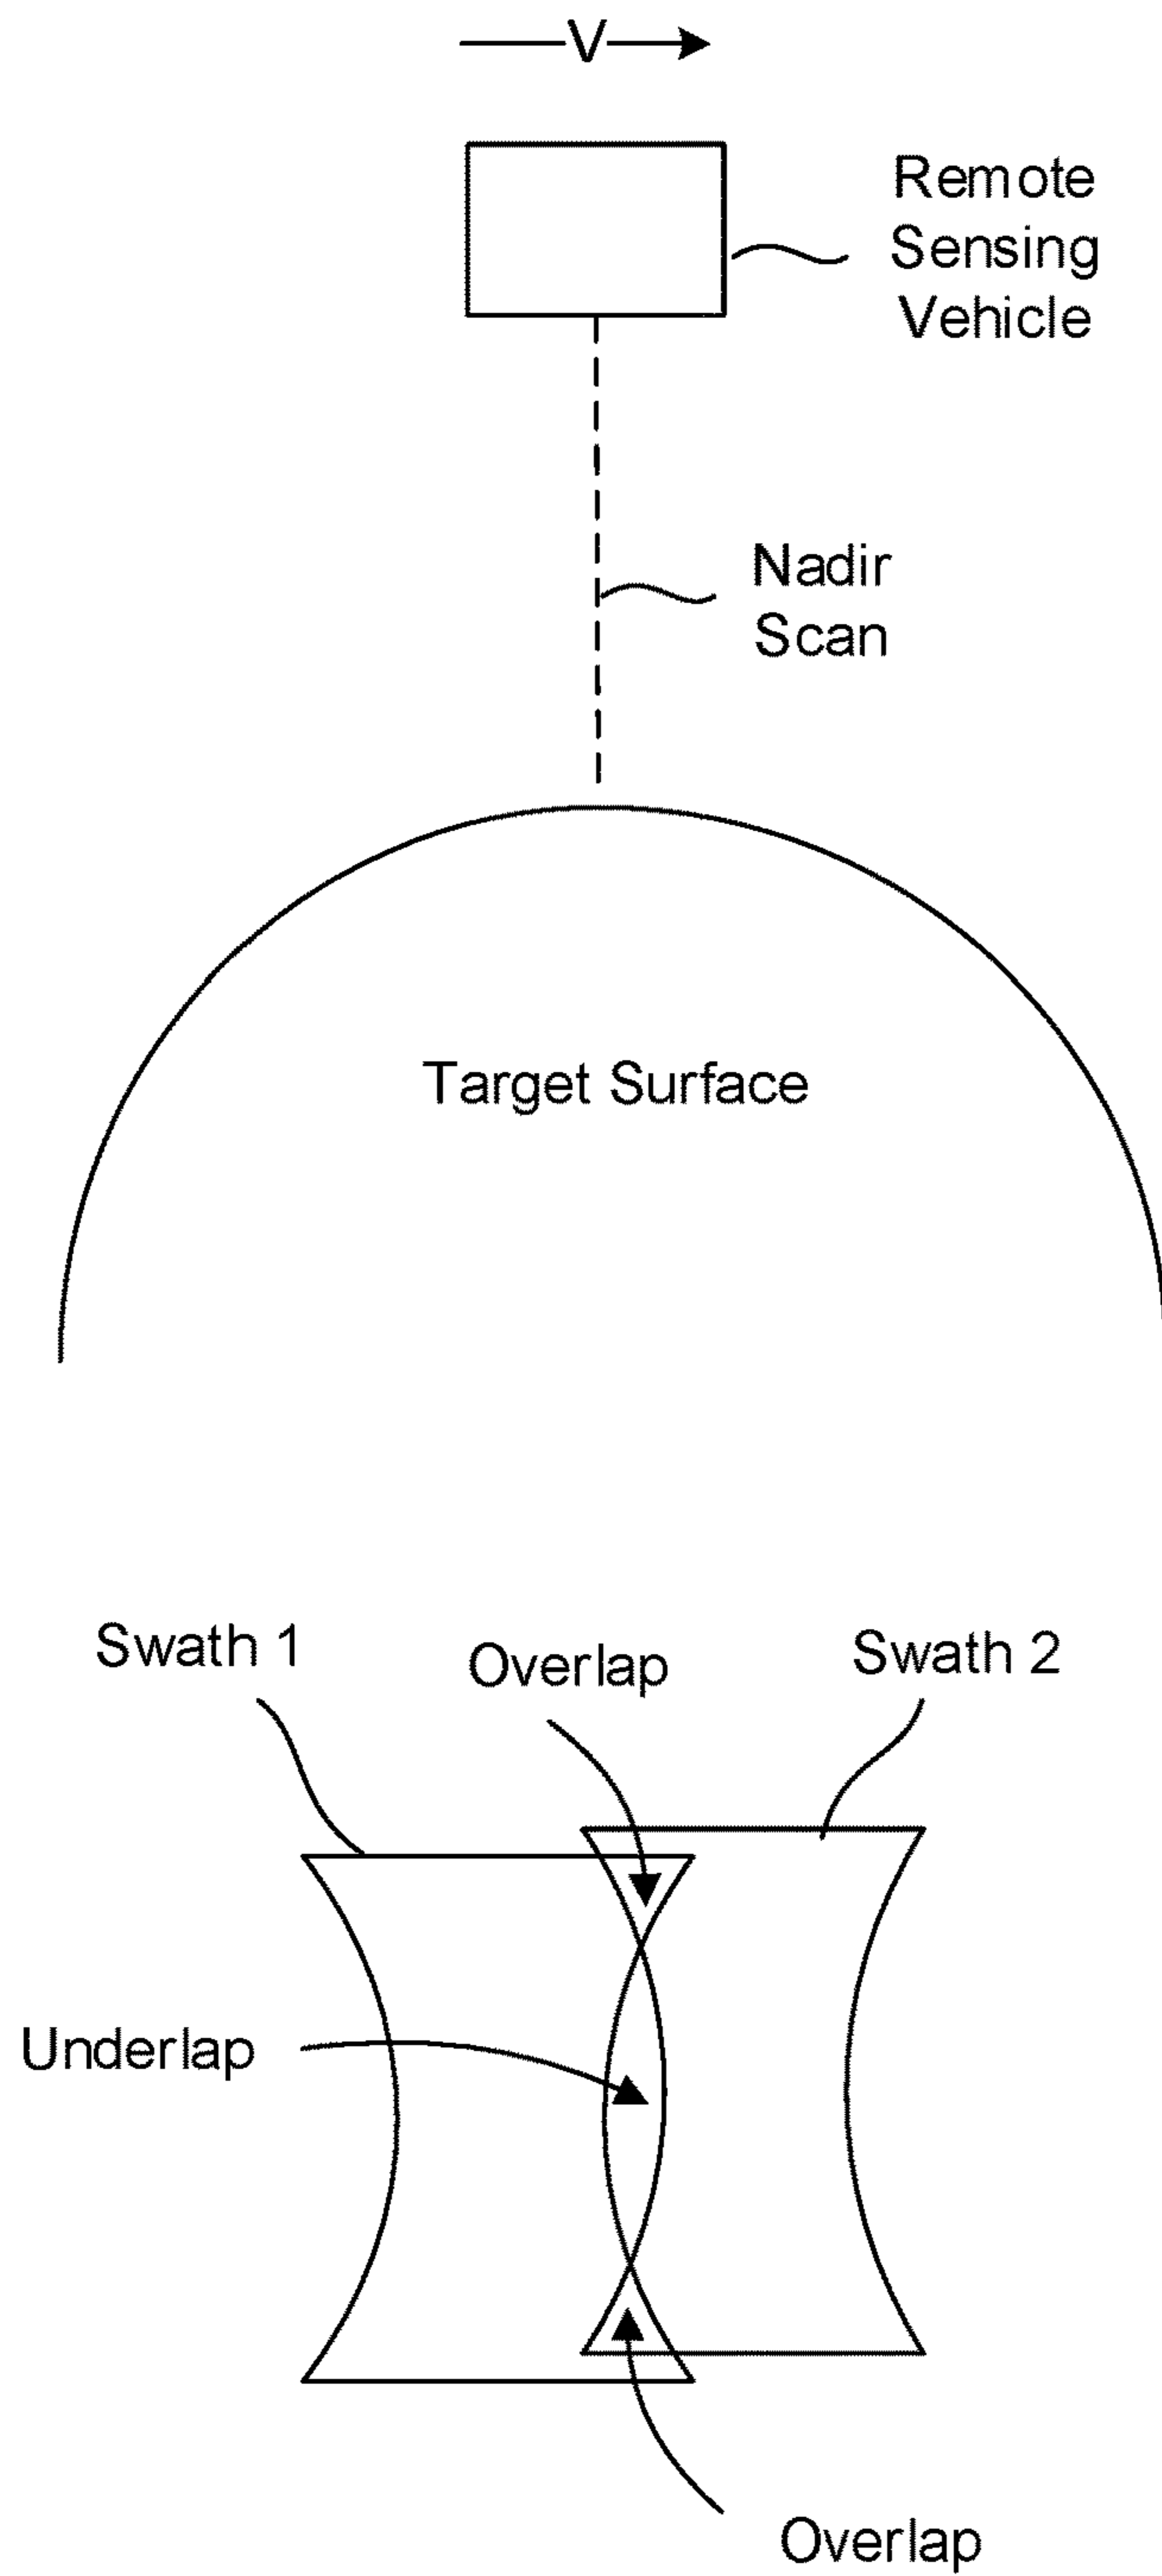 V
Remote
Sensing
Vehicle
Nadir
Scan
Target Surface
Swath 1
Overlap
Swath 2
Underlap
Overlap